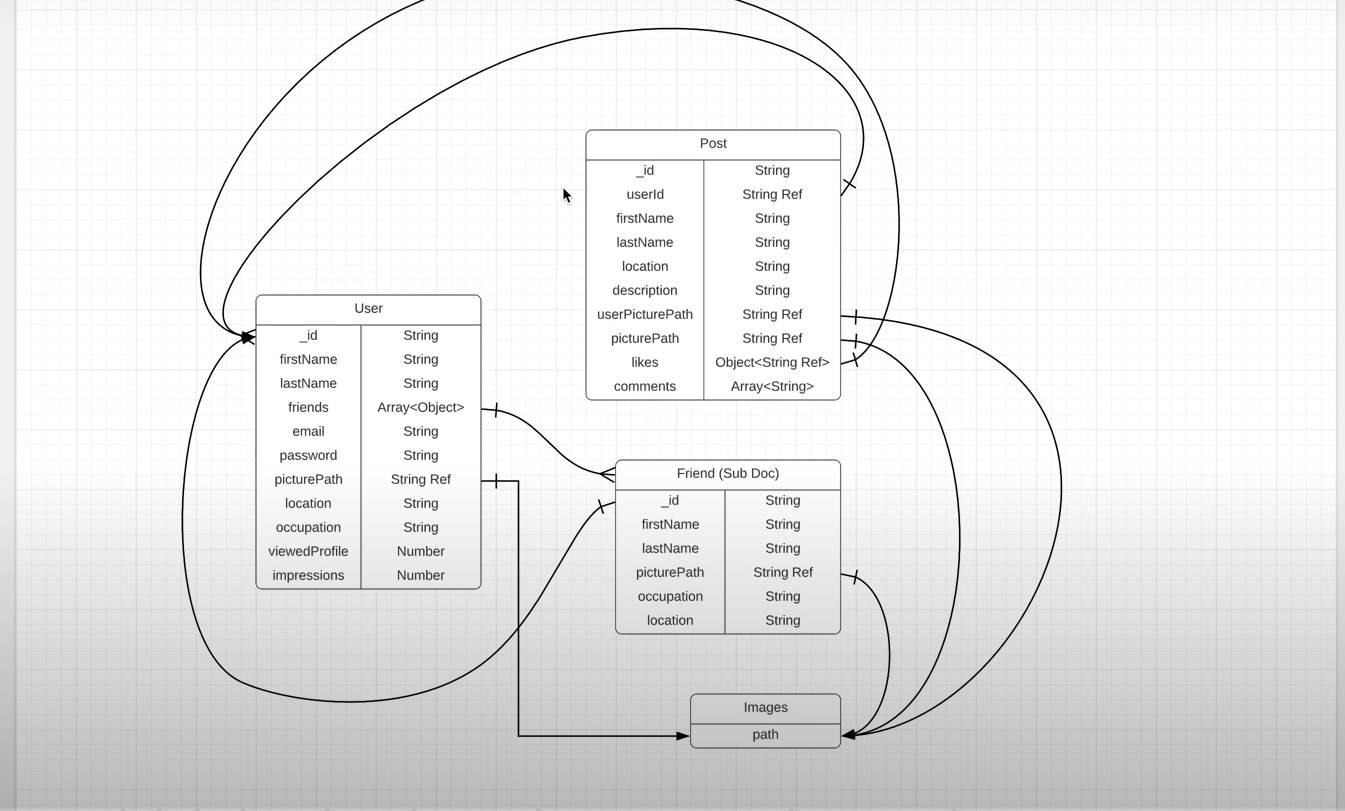 Post
_id String
userId String Ref
firstName String
lastName String
location String
description String
userPicturePath String Ref
picturePath String Ref
likes Object<String Ref>
comments Array<String>
User
_id String
firstName String
lastName String
friends Array<Object>
email String
password String
picturePath String Ref
location String
occupation String
viewedProfile Number
impressions Number
Friend (Sub Doc)
_id String
firstName String
lastName String
picturePath String Ref
occupation String
location String
Images
path